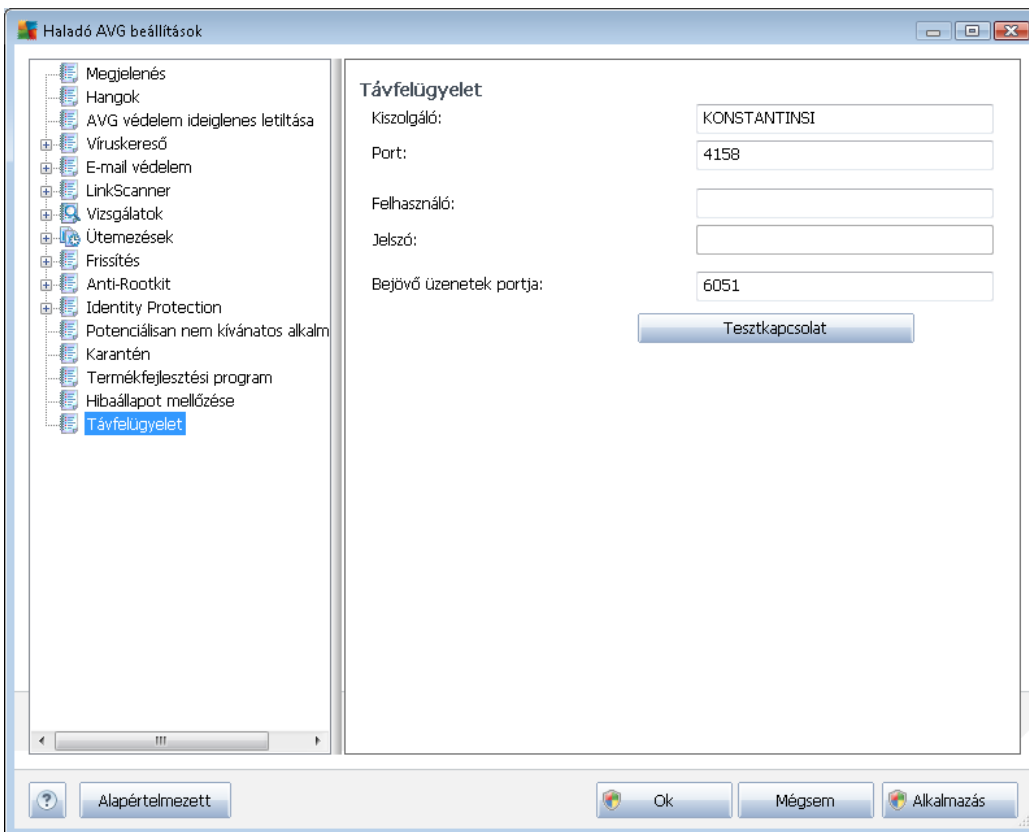 Haladó AVG beállítások
Megjelenés
Hangok
AVG védelem ideiglenes letiltása
Víruskereső
E-mail védelem
LinkScanner
Vizsgálatok
Ütemezések
Frissítés
Anti-Rootkit
Identity Protection
Potenciálisan nem kívánatos alkalm
Karantén
Termékfejlesztési program
Hibaállapot mellőzése
Távfelügyelet
Távfelügyelet
Kiszolgáló: KONSTANTINSI
Port: 4158
Felhasználó:
Jelszó:
Bejövő üzenetek portja: 6051
Tesztkapcsolat
? Alapértelmezett Ok Mégsem Alkalmazás